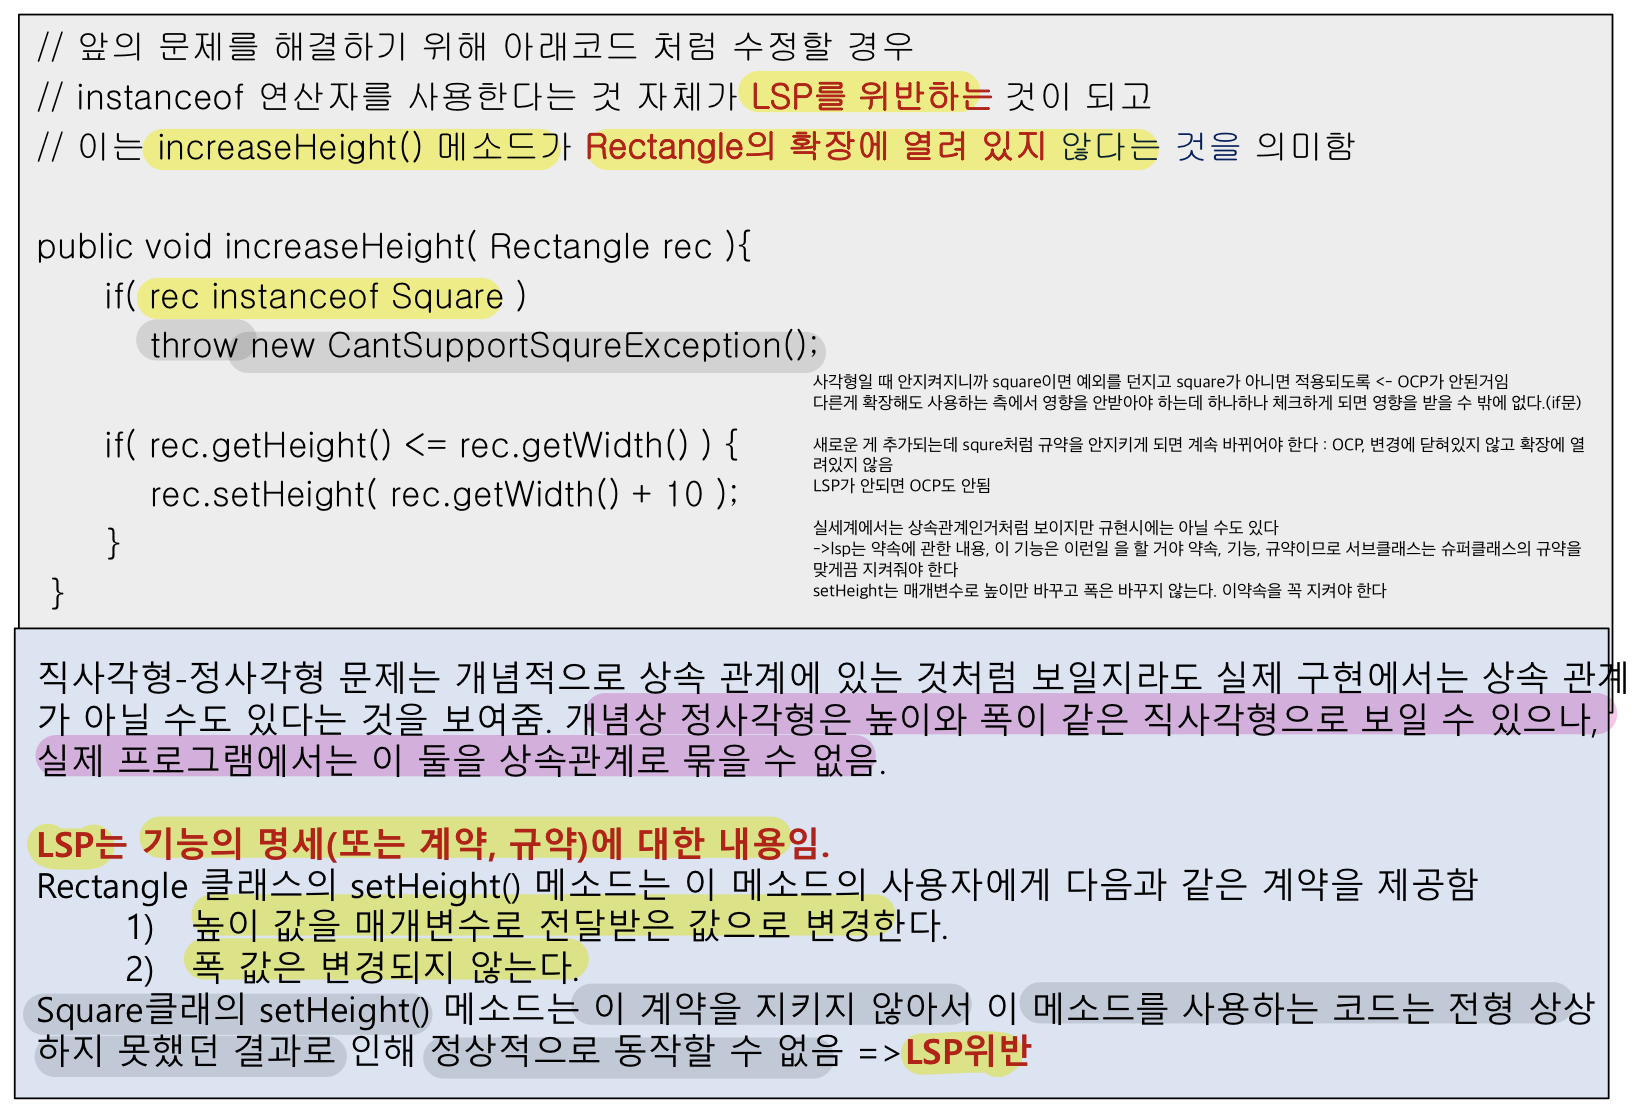 // 앞의 문제를 해결하기 위해 아래코드 처럼 수정할 경우
// instanceof 연산자를 사용한다는 것 자체가 LSP를 위반하는 것이 되고
// 이는 increaseHeight() 메소드가 Rectangle의 확장에 열려 있지 않다는 것을 의미함
public void increaseHeight( Rectangle rec ){
if( rec instanceof Square )
throw new CantSupportSqureException();
if( rec.getHeight() <= rec.getWidth() ) {
rec.setHeight( rec.getWidth() + 10 );
}
}
사각형일 때 안지켜지니까 square이면 예외를 던지고 square가 아니면 적용되도록 <- OCP가 안된거임
다른게 확장해도 사용하는 측에서 영향을 안받아야 하는데 하나하나 체크하게 되면 영향을 받을 수 밖에 없다.(if문)
새로운 게 추가되는데 squre처럼 규약을 안지키게 되면 계속 바뀌어야 한다 : OCP, 변경에 닫혀있지 않고 확장에 열
려있지 않음
LSP가 안되면 OCP도 안됨
실세계에서는 상속관계인거처럼 보이지만 규현시에는 아닐 수도 있다
->lsp는 약속에 관한 내용, 이 기능은 이런일 을 할 거야 약속, 기능, 규약이므로 서브클래스는 슈퍼클래스의 규약을
맞게끔 지켜줘야 한다
setHeight는 매개변수로 높이만 바꾸고 폭은 바꾸지 않는다. 이약속을 꼭 지켜야 한다
직사각형-정사각형 문제는 개념적으로 상속 관계에 있는 것처럼 보일지라도 실제 구현에서는 상속 관계
가 아닐 수도 있다는 것을 보여줌. 개념상 정사각형은 높이와 폭이 같은 직사각형으로 보일 수 있으나,
실제 프로그램에서는 이 둘을 상속관계로 묶을 수 없음.
LSP는 기능의 명세(또는 계약, 규약)에 대한 내용임.
Rectangle 클래스의 setHeight() 메소드는 이 메소드의 사용자에게 다음과 같은 계약을 제공함
1) 높이 값을 매개변수로 전달받은 값으로 변경한다.
2) 폭 값은 변경되지 않는다.
Square클래의 setHeight() 메소드는 이 계약을 지키지 않아서 이 메소드를 사용하는 코드는 전형 상상
하지 못했던 결과로 인해 정상적으로 동작할 수 없음 =>LSP위반